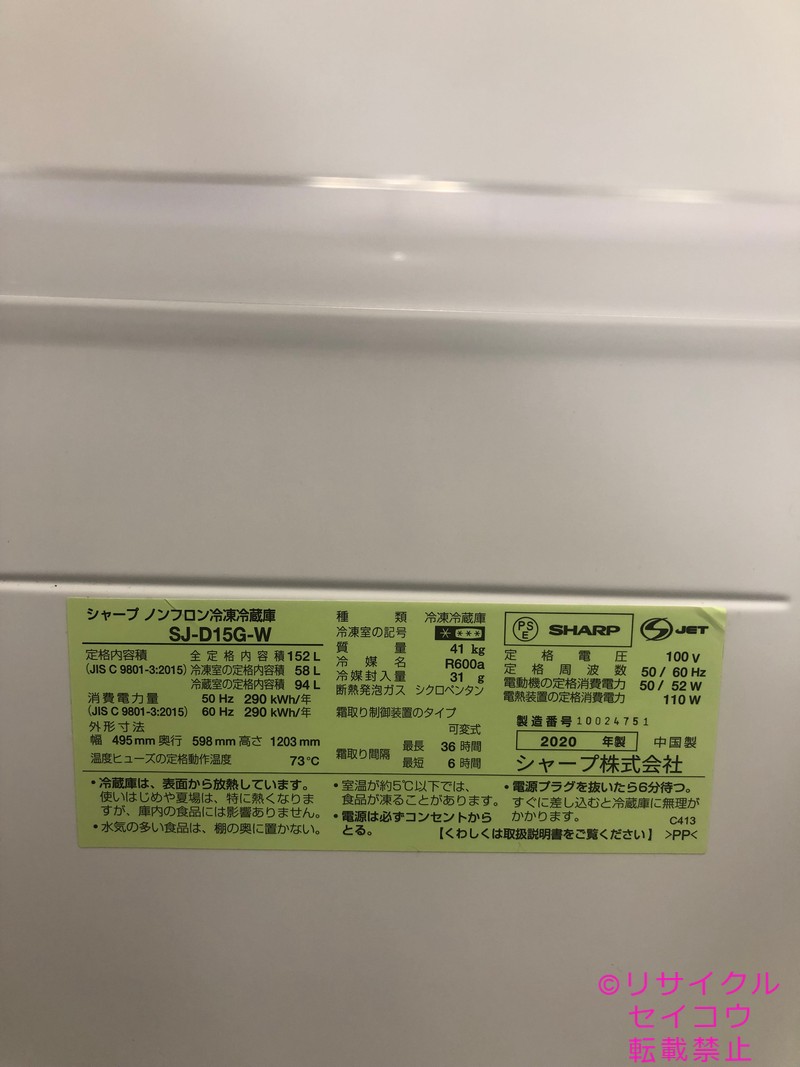 シャープ ノンフロン冷凍冷蔵庫
SJ-D15G-W
定格内容積 全定格内容積 152 L
(JIS C 9801-3:2015) 冷凍室の定格内容積 58 L
冷蔵室の定格内容積 94 L
消費電力量 50 Hz 290 kWh/年
(JIS C 9801-3:2015) 60 Hz 290 kWh/年
外形寸法
幅 495 mm 奥行 598 mm 高さ 1203 mm
温度ヒューズの定格動作温度 73℃
種類 冷凍冷蔵庫
冷凍室の記号 * ***
質量 41 kg
冷媒名 R600a
冷媒封入量 31 g
断熱発泡ガス シクロペンタン
霜取り制御装置のタイプ
可変式
霜取り間隔 最長 36 時間
最短 6 時間
PSE SHARP JET
定格電圧 100 V
定格周波数 50 / 60 Hz
電動機の定格消費電力 50 / 52 W
電熱装置の定格消費電力 110 W
製造番号 10024751
2020 年製 中国製
シャープ株式会社
・冷蔵庫は、表面から放熱しています。
使いはじめや夏場は、特に熱くなりま
すが、庫内の食品には影響ありません。
・水気の多い食品は、棚の奥に置かない。
・室温が約5℃以下では、
食品が凍ることがあります。
・電源は必ずコンセントから
とる。
・電源プラグを抜いたら6分待つ。
すぐに差し込むと冷蔵庫に無理が
かかります。 C413
【くわしくは取扱説明書をご覧ください】 >PP<
©リサイクル
セイコウ
転載禁止